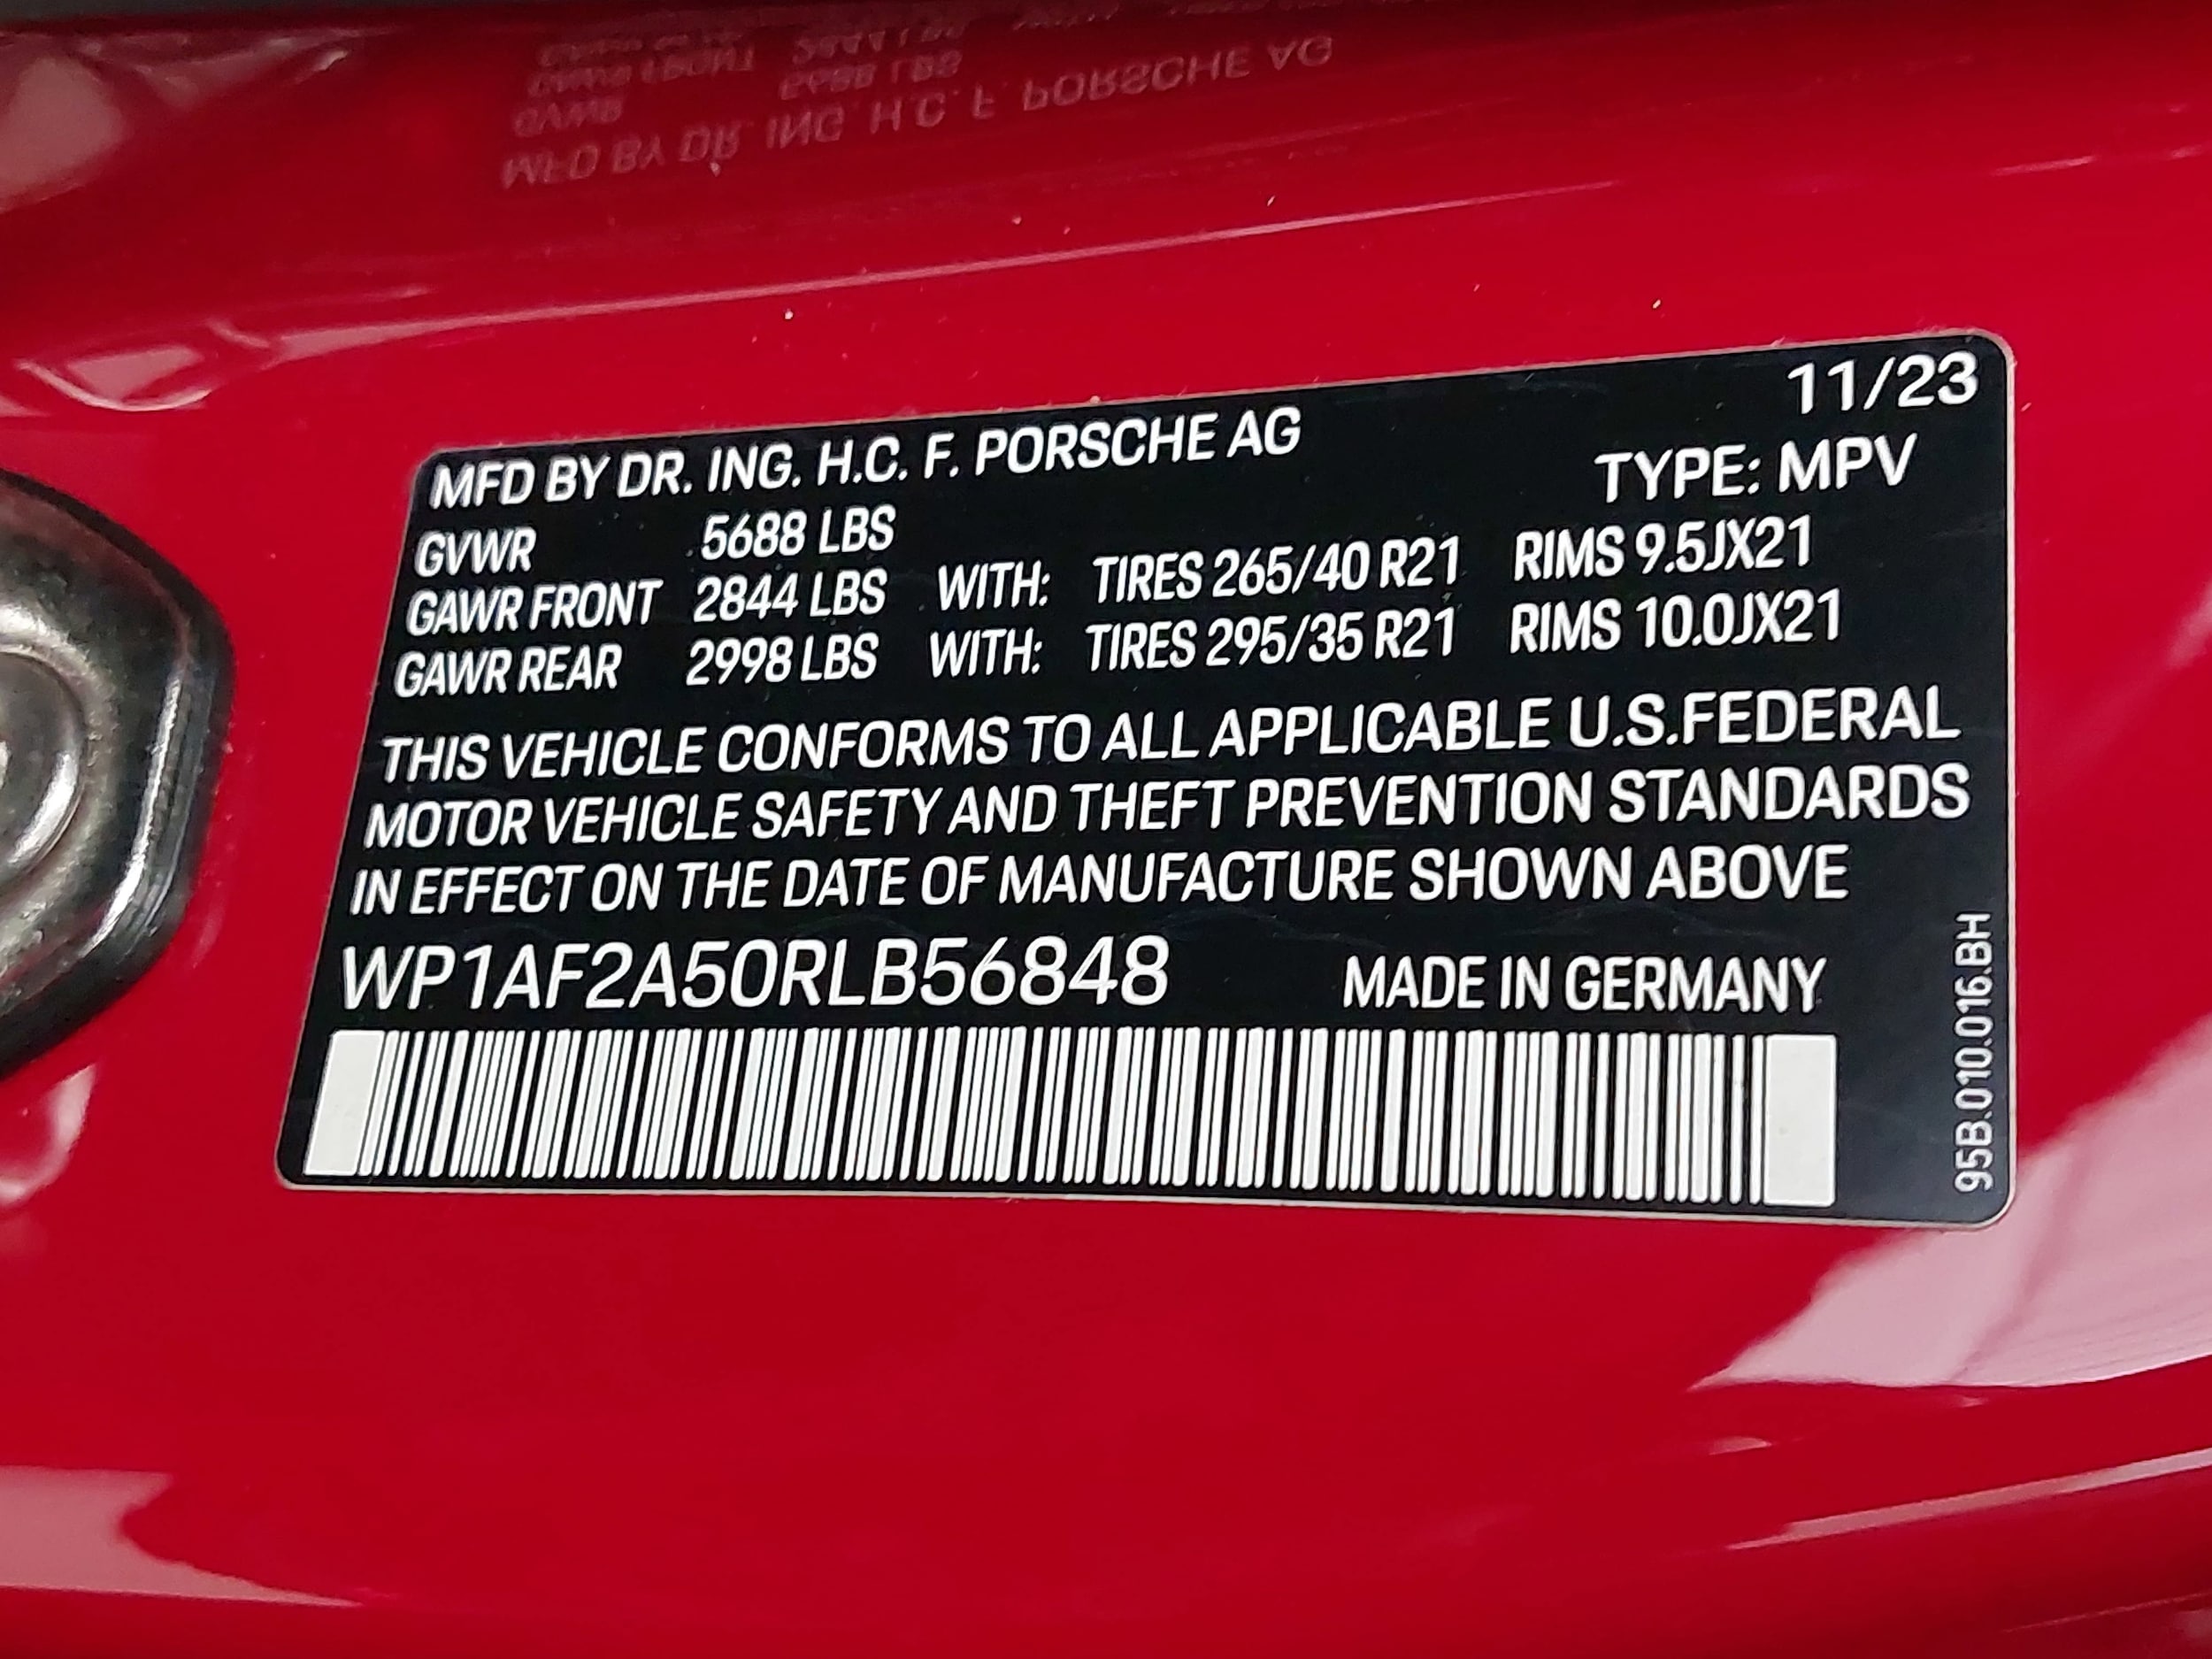 11/23
MFD BY DR. ING. H.C. F. PORSCHE AG
TYPE: MPV
GVWR 5688 LBS
GAWR FRONT 2844 LBS WITH: TIRES 265/40 R21 RIMS 9.5JX21
GAWR REAR 2998 LBS WITH: TIRES 295/35 R21 RIMS 10.0JX21
THIS VEHICLE CONFORMS TO ALL APPLICABLE U.S.FEDERAL
MOTOR VEHICLE SAFETY AND THEFT PREVENTION STANDARDS
IN EFFECT ON THE DATE OF MANUFACTURE SHOWN ABOVE
WP1AF2A50RLB56848 MADE IN GERMANY
95B.010.016.BH